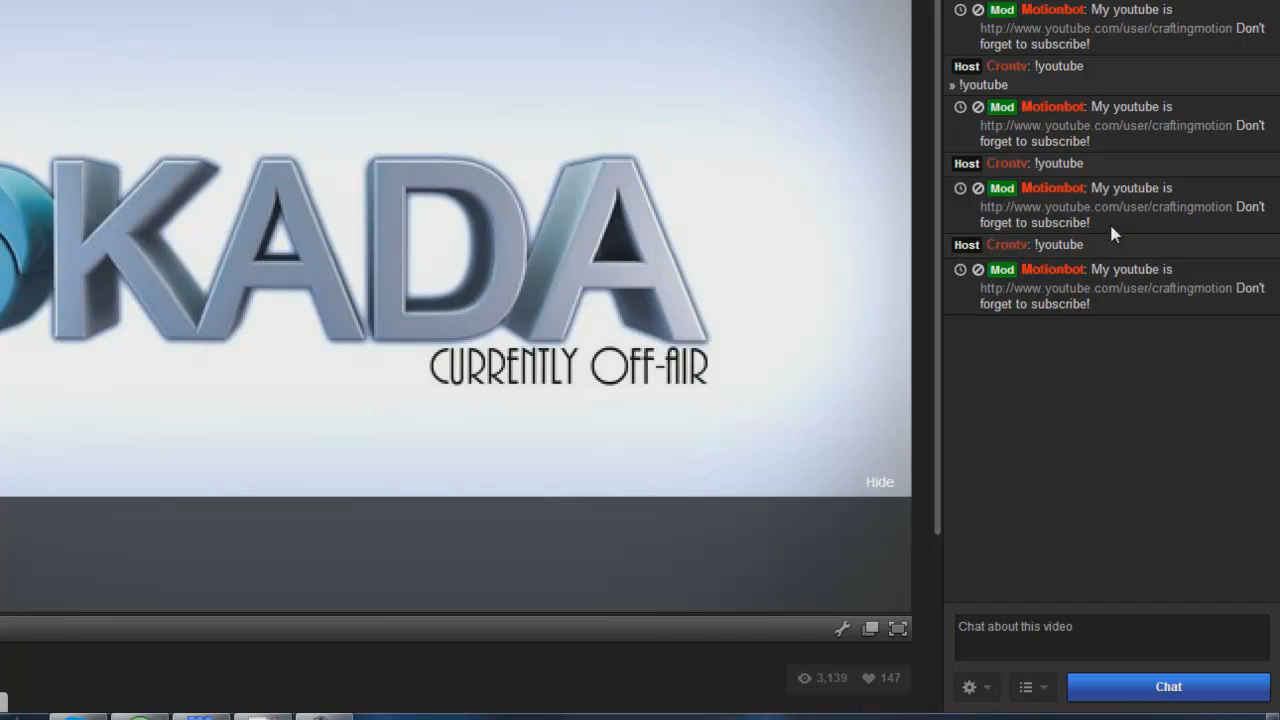 KADA
CURRENTLY OFF-AIR
Hide
3,139 147
Mod Motionbot: My youtube is
http://www.youtube.com/user/craftingmotion Don't
forget to subscribe!
Host Crontv: !youtube
» !youtube
Mod Motionbot: My youtube is
http://www.youtube.com/user/craftingmotion Don't
forget to subscribe!
Host Crontv: !youtube
Mod Motionbot: My youtube is
http://www.youtube.com/user/craftingmotion Don't
forget to subscribe!
Host Crontv: !youtube
Mod Motionbot: My youtube is
http://www.youtube.com/user/craftingmotion Don't
forget to subscribe!
Chat about this video
Chat